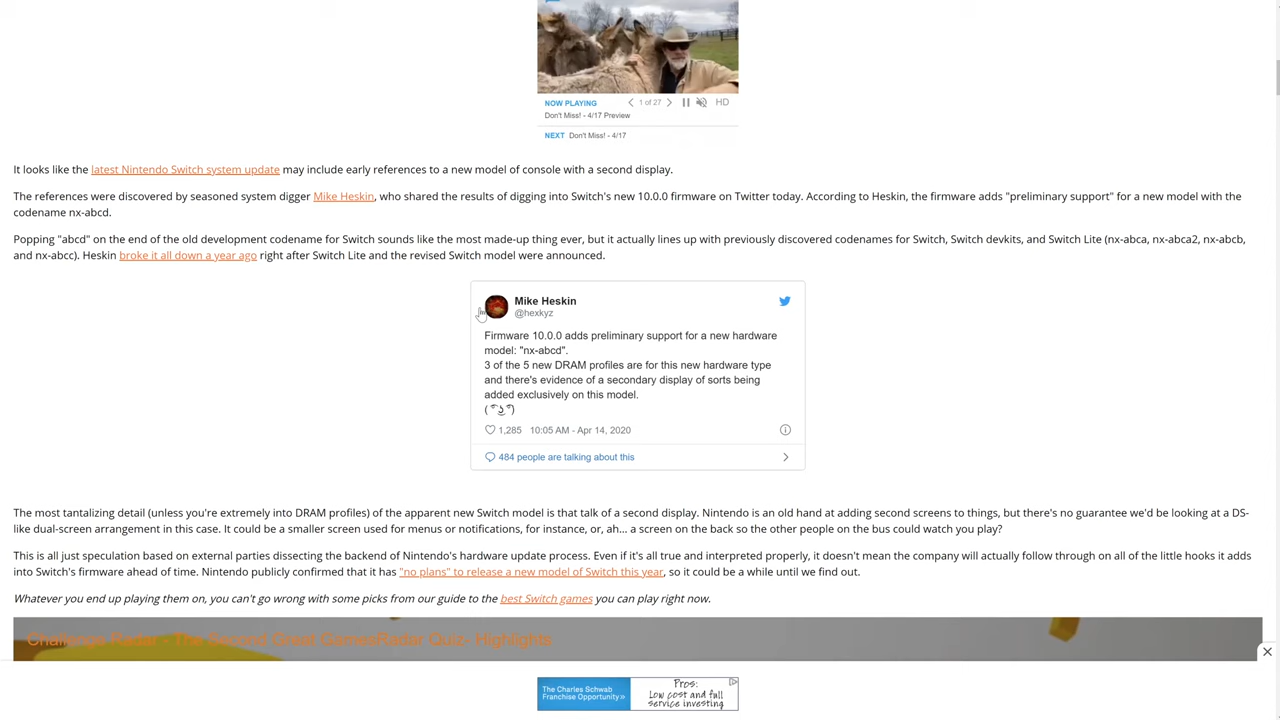 NOW PLAYING
1 of 27
HD
Don't Miss! - 4/17 Preview
NEXT Don't Miss! - 4/17
It looks like the latest Nintendo Switch system update may include early references to a new model of console with a second display.
The references were discovered by seasoned system digger Mike Heskin, who shared the results of digging into Switch's new 10.0.0 firmware on Twitter today. According to Heskin, the firmware adds "preliminary support" for a new model with the
codename nx-abcd.
Popping "abcd" on the end of the old development codename for Switch sounds like the most made-up thing ever, but it actually lines up with previously discovered codenames for Switch, Switch devkits, and Switch Lite (nx-abca, nx-abca2, nx-abcb,
and nx-abcc). Heskin broke it all down a year ago right after Switch Lite and the revised Switch model were announced.
Mike Heskin
@hexkyz
Firmware 10.0.0 adds preliminary support for a new hardware
model: "nx-abcd".
3 of the 5 new DRAM profiles are for this new hardware type
and there's evidence of a secondary display of sorts being
added exclusively on this model.
( ͡° ͜ʖ ͡°)
1,285 10:05 AM - Apr 14, 2020
484 people are talking about this
The most tantalizing detail (unless you're extremely into DRAM profiles) of the apparent new Switch model is that talk of a second display. Nintendo is an old hand at adding second screens to things, but there's no guarantee we'd be looking at a DS-
like dual-screen arrangement in this case. It could be a smaller screen used for menus or notifications, for instance, or, ah... a screen on the back so the other people on the bus could watch you play?
This is all just speculation based on external parties dissecting the backend of Nintendo's hardware update process. Even if it's all true and interpreted properly, it doesn't mean the company will actually follow through on all of the little hooks it adds
into Switch's firmware ahead of time. Nintendo publicly confirmed that it has "no plans" to release a new model of Switch this year, so it could be a while until we find out.
Whatever you end up playing them on, you can't go wrong with some picks from our guide to the best Switch games you can play right now.
Challenge Radar - The Second Great GamesRadar Quiz- Highlights
The Charles Schwab
Franchise Opportunity»
Pros:
Low cost and full
service investing